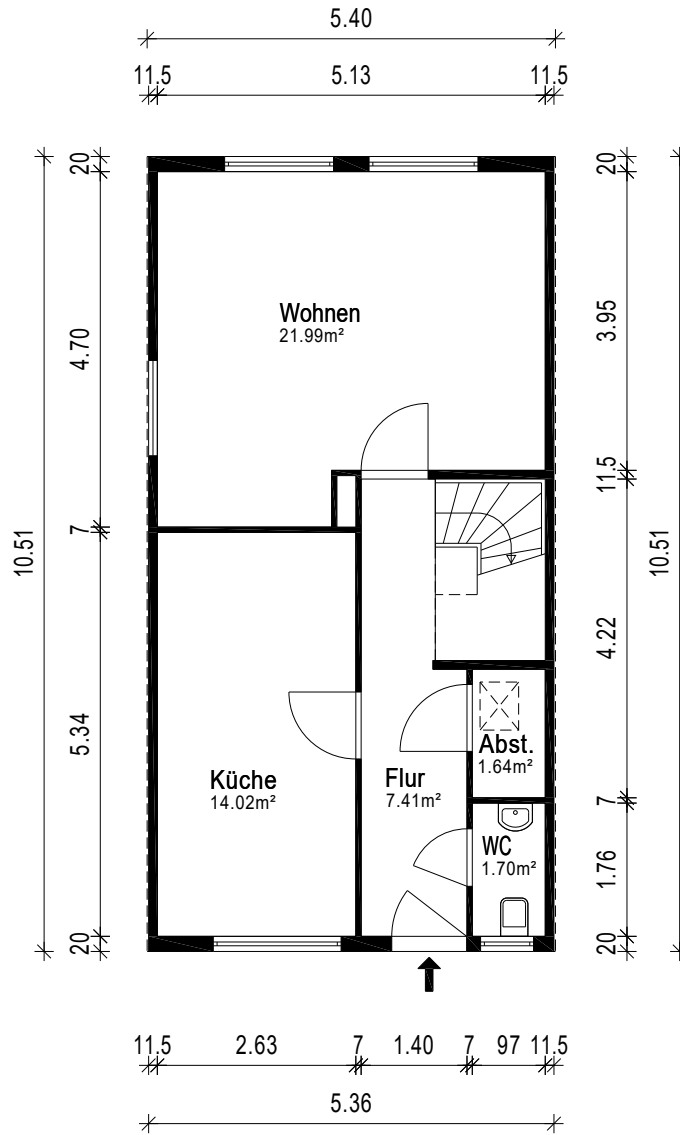 5.40
11.5 5.13 11.5
20
4.70
7
5.34
20
10.51
20
3.95
11.5
4.22
7
1.76
20
10.51
Wohnen
21.99m²
Küche
14.02m²
Flur
7.41m²
Abst.
1.64m²
WC
1.70m²
11.5 2.63 7 1.40 7 97 11.5
5.36